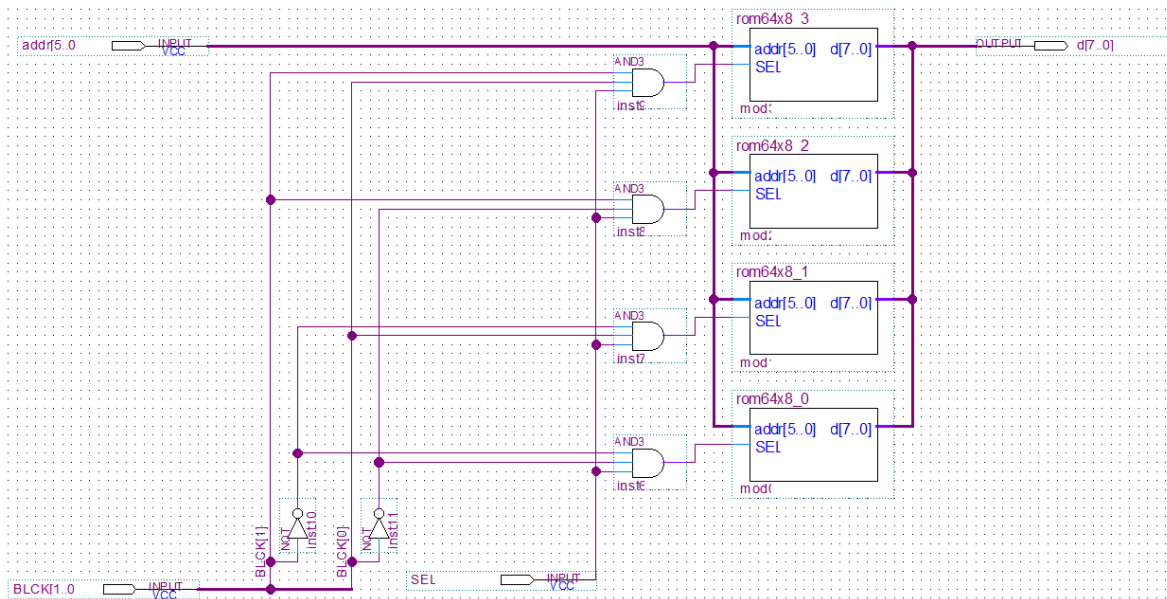 rom64x8_3
addr[5..0
INPUT
VCC
addr[5..0] d[7..0]
SEL
OUTPUT
d[7..0]
AND3
inst9
mod3
rom64x8_2
AND3
addr[5..0] d[7..0]
SEL
inst8
mod2
rom64x8_1
addr[5..0] d[7..0]
AND3
SEL
inst7
mod1
rom64x8_0
addr[5..0] d[7..0]
AND3
SEL
inst6
mod0
BLCK[1]
NOT
inst10
BLCK[0]
NOT
inst11
SEL
INPUT
VCC
BLCK[1..0
INPUT
VCC